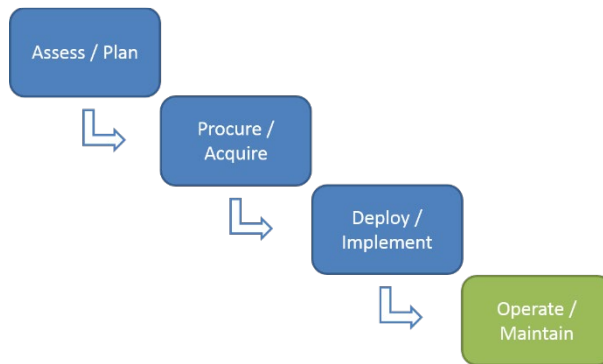 Assess / Plan
Procure /
Acquire
Deploy /
Implement
Operate /
Maintain